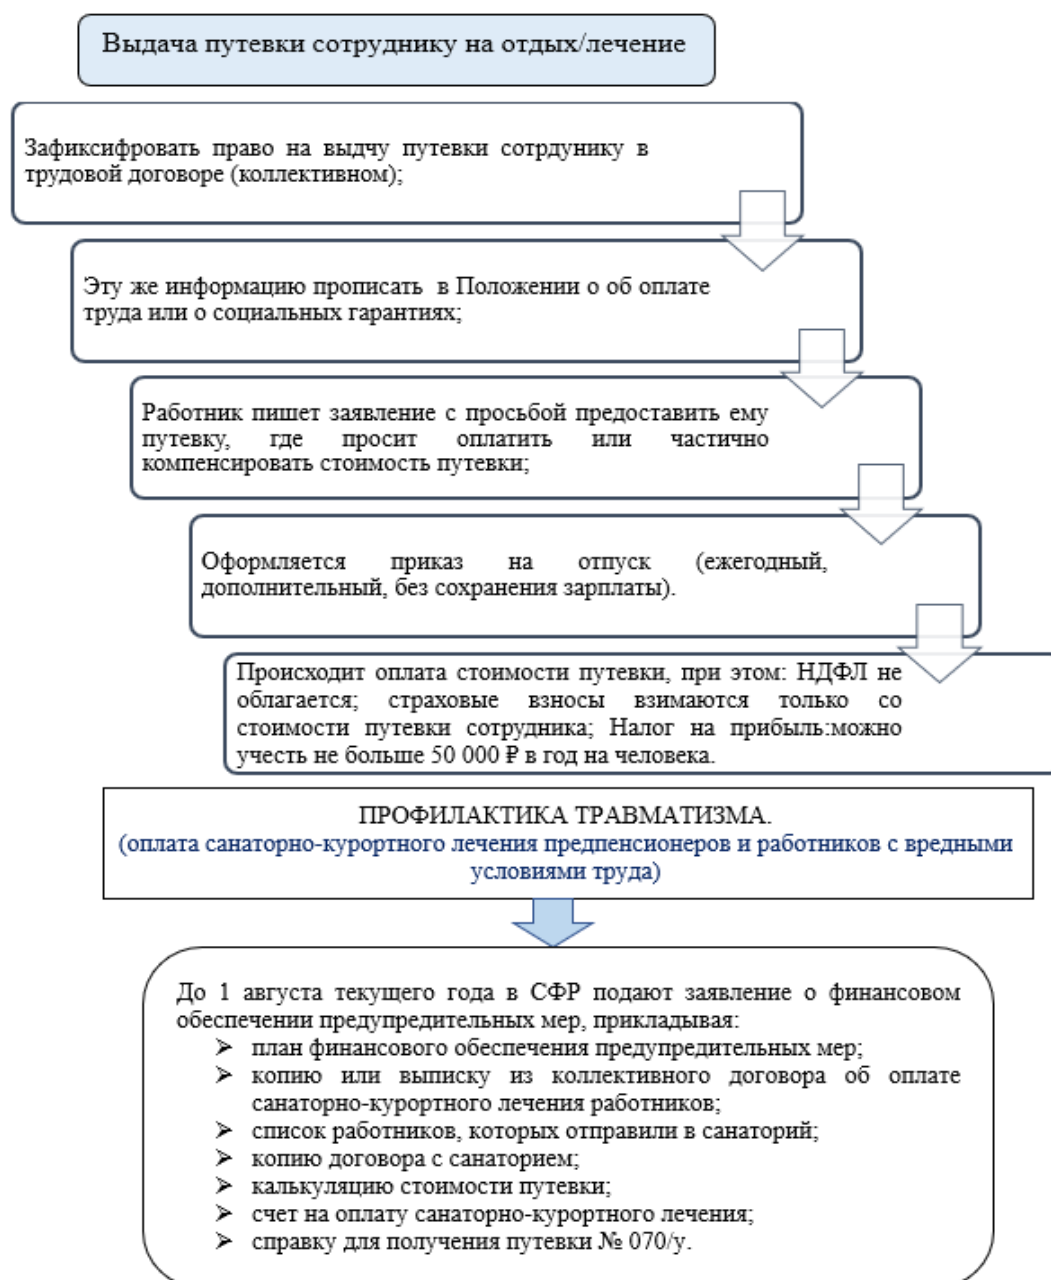 Выдача путевки сотруднику на отдых/лечение
Зафиксифровать право на выдчу путевки сотрдунику в
трудовой договоре (коллективном);
Эту же информацию прописать в Положении о об оплате
труда или о социальных гарантиях;
Работник пишет заявление с просьбой предоставить ему
путевку, где просит оплатить или частично
компенсировать стоимость путевки;
Оформляется приказ на отпуск (ежегодный,
дополнительный, без сохранения зарплаты).
Происходит оплата стоимости путевки, при этом: НДФЛ не
облагается; страховые взносы взимаются только со
стоимости путевки сотрудника; Налог на прибыль:можно
учесть не больше 50 000 ₽ в год на человека.
ПРОФИЛАКТИКА ТРАВМАТИЗМА.
(оплата санаторно-курортного лечения предпенсионеров и работников с вредными
условиями труда)
До 1 августа текущего года в СФР подают заявление о финансовом
обеспечении предупредительных мер, прикладывая:
➢ план финансового обеспечения предупредительных мер;
➢ копию или выписку из коллективного договора об оплате
санаторно-курортного лечения работников;
➢ список работников, которых отправили в санаторий;
➢ копию договора с санаторием;
➢ калькуляцию стоимости путевки;
➢ счет на оплату санаторно-курортного лечения;
➢ справку для получения путевки № 070/у.